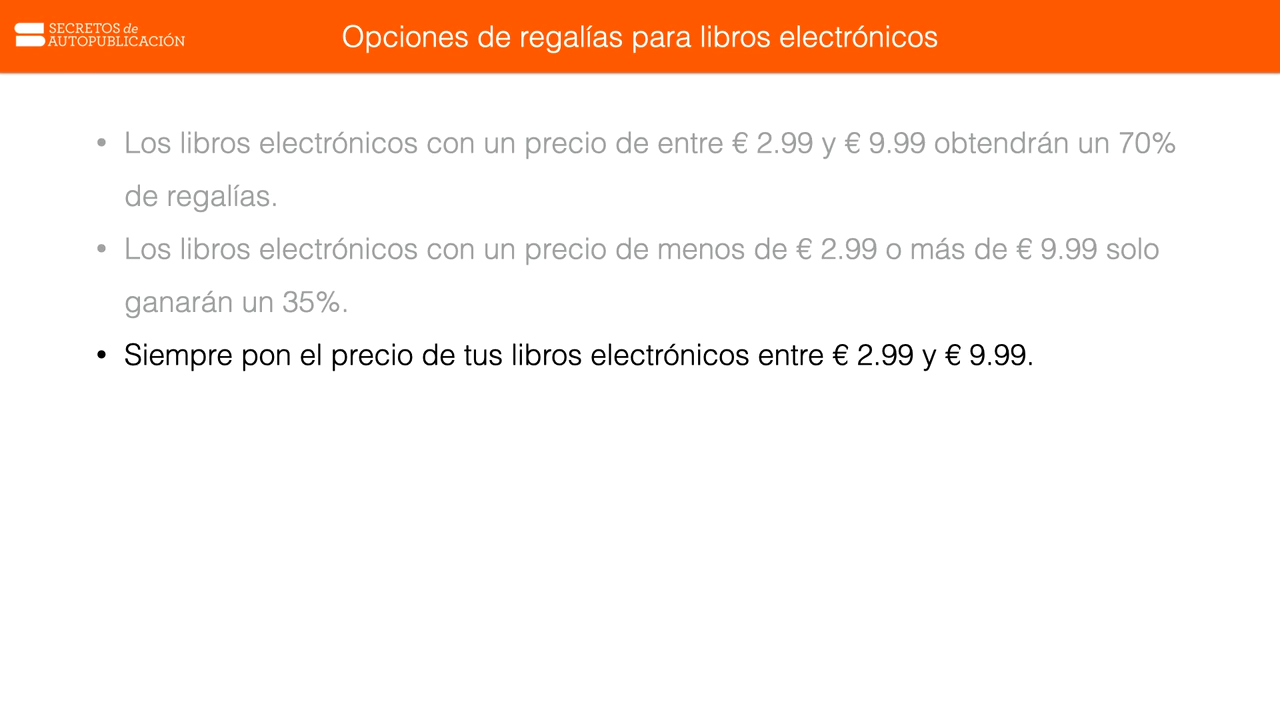 SECRETOS de
AUTOPUBLICACIÓN
Opciones de regalías para libros electrónicos
• Los libros electrónicos con un precio de entre € 2.99 y € 9.99 obtendrán un 70%
de regalías.
• Los libros electrónicos con un precio de menos de € 2.99 o más de € 9.99 solo
ganarán un 35%.
• Siempre pon el precio de tus libros electrónicos entre € 2.99 y € 9.99.